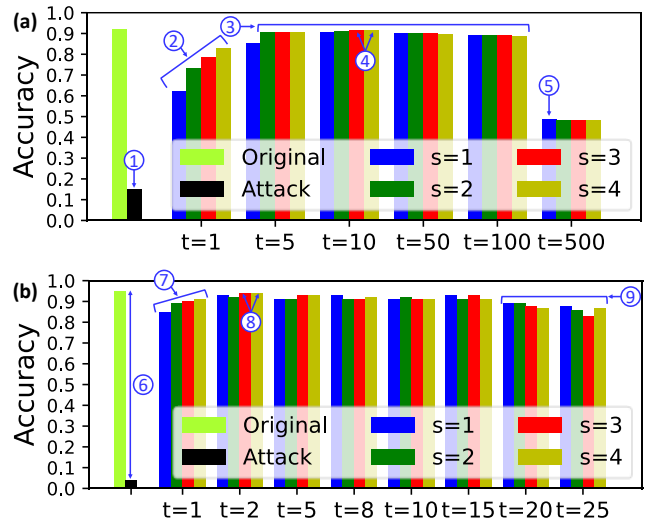 (a)
1.0
0.9
0.8
0.7
0.6
0.5
0.4
0.3
0.2
0.1
0.0
Accuracy
① ② ③ ④ ⑤
Original s=1 s=3
Attack s=2 s=4
t=1 t=5 t=10 t=50 t=100 t=500
(b)
1.0
0.9
0.8
0.7
0.6
0.5
0.4
0.3
0.2
0.1
0.0
Accuracy
⑥ ⑦ ⑧ ⑨
Original s=1 s=3
Attack s=2 s=4
t=1 t=2 t=5 t=8 t=10 t=15 t=20 t=25